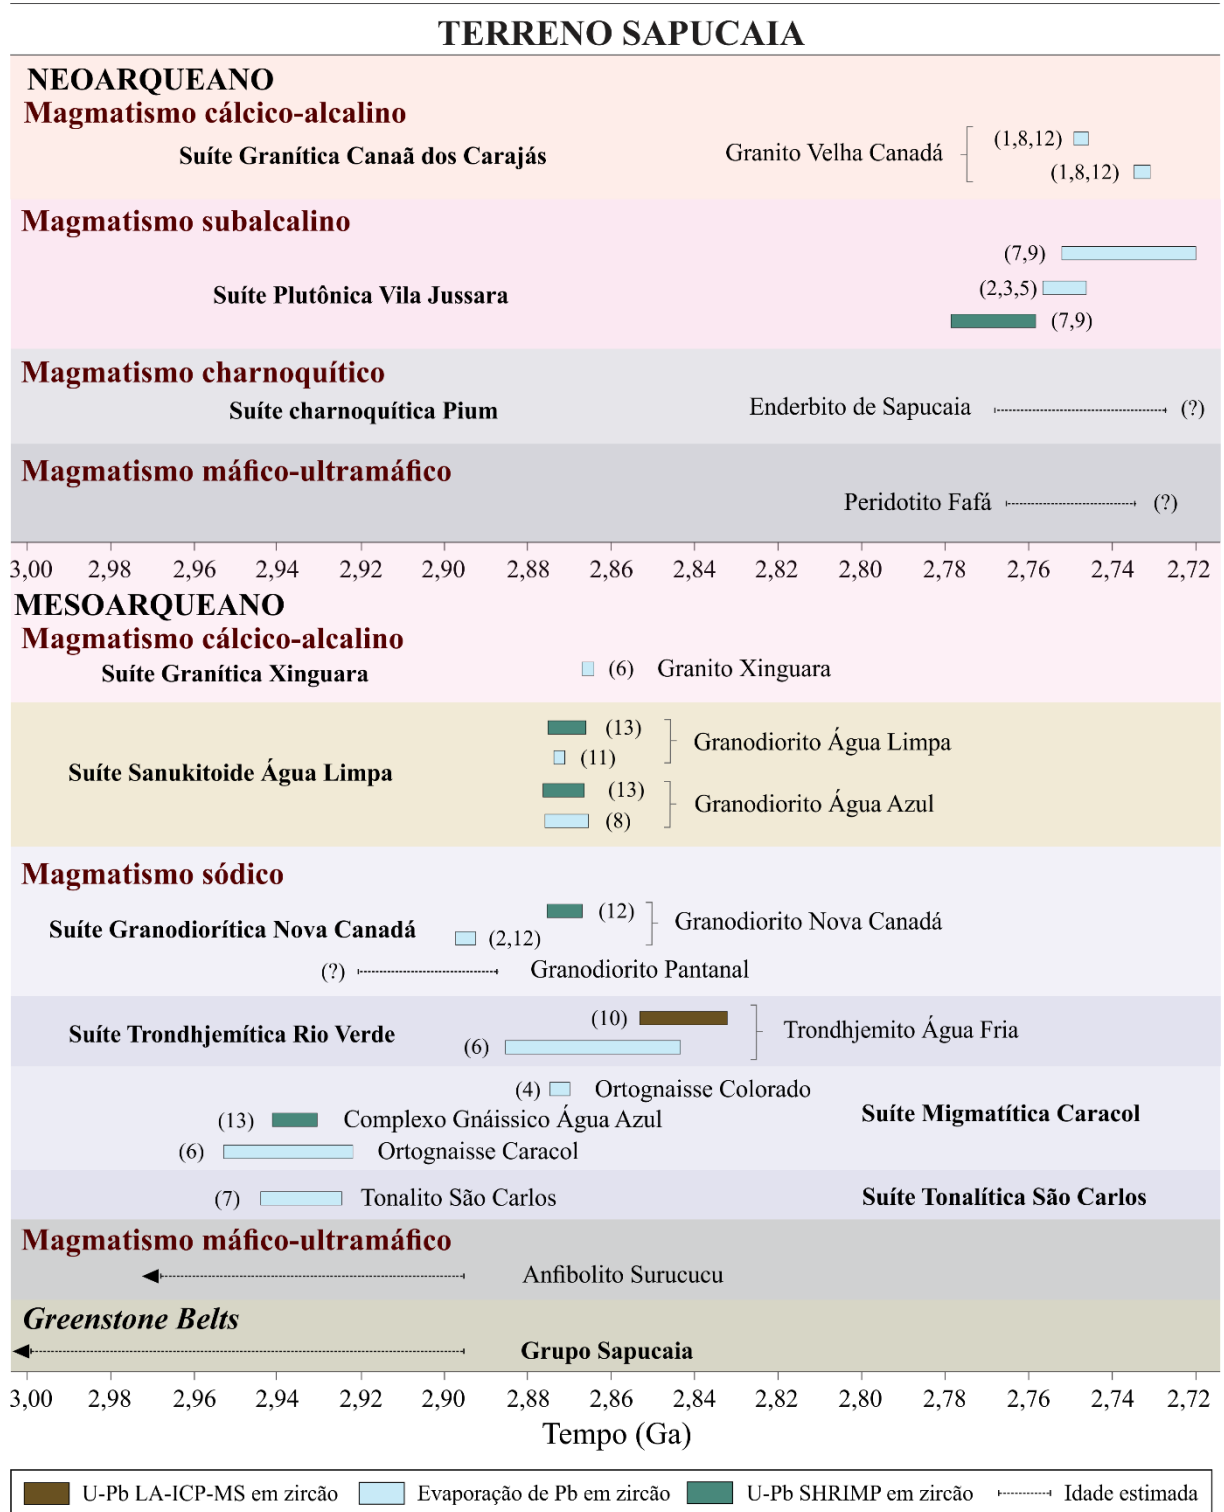 TERRENO SAPUCAIA
NEOARQUEANO
Magmatismo cálcico-alcalino
Suíte Granítica Canaã dos Carajás
Granito Velha Canadá
(1,8,12)
(1,8,12)
Magmatismo subalcalino
(7,9)
Suíte Plutônica Vila Jussara
(2,3,5)
(7,9)
Magmatismo charnoquítico
Suíte charnoquítica Pium
Enderbito de Sapucaia
(?)
Magmatismo máfico-ultramáfico
Peridotito Fafá
(?)
3,00 2,98 2,96 2,94 2,92 2,90 2,88 2,86 2,84 2,82 2,80 2,78 2,76 2,74 2,72
MESOARQUEANO
Magmatismo cálcico-alcalino
Suíte Granítica Xinguara
(6) Granito Xinguara
(13)
Granodiorito Água Limpa
(11)
Suíte Sanukitoide Água Limpa
(13)
Granodiorito Água Azul
(8)
Magmatismo sódico
Suíte Granodiorítica Nova Canadá
(12)
Granodiorito Nova Canadá
(2,12)
(?) Granodiorito Pantanal
Suíte Trondhjemítica Rio Verde
(10)
Trondhjemito Água Fria
(6)
(4) Ortognaisse Colorado
(13) Complexo Gnáissico Água Azul
Suíte Migmatítica Caracol
(6) Ortognaisse Caracol
(7) Tonalito São Carlos
Suíte Tonalítica São Carlos
Magmatismo máfico-ultramáfico
Anfibolito Surucucu
Greenstone Belts
Grupo Sapucaia
3,00 2,98 2,96 2,94 2,92 2,90 2,88 2,86 2,84 2,82 2,80 2,78 2,76 2,74 2,72
Tempo (Ga)
U-Pb LA-ICP-MS em zircão Evaporação de Pb em zircão U-Pb SHRIMP em zircão Idade estimada